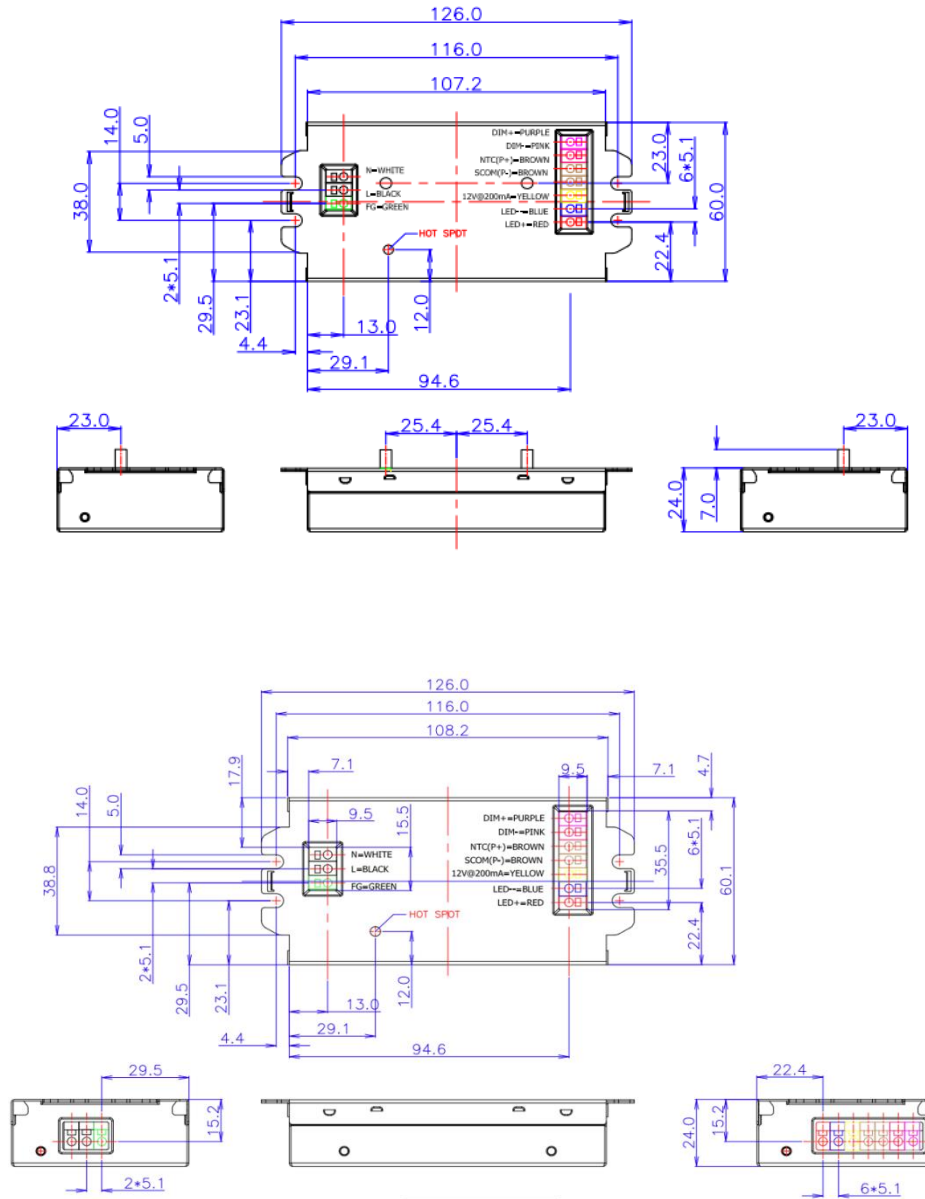 126.0
116.0
107.2
14.0
5.0
38.0
DIM+=PURPLE
DIM-=PINK
NTC(P+)=BROWN
SCOM(P-)=BROWN
12V@200mA=YELLOW
LED-=BLUE
LED+=RED
N=WHITE
L=BLACK
FG=GREEN
HOT SPOT
23.0
6*5.1
60.0
22.4
2*5.1
29.5
23.1
4.4
13.0
29.1
12.0
94.6
23.0
25.4
25.4
23.0
24.0
7.0
126.0
116.0
108.2
17.9
7.1
9.5
7.1
4.7
14.0
5.0
9.5
15.5
38.8
DIM+=PURPLE
DIM-=PINK
NTC(P+)=BROWN
SCOM(P-)=BROWN
12V@200mA=YELLOW
LED-=BLUE
LED+=RED
N=WHITE
L=BLACK
FG=GREEN
HOT SPOT
6*5.1
35.5
60.1
22.4
2*5.1
29.5
23.1
4.4
13.0
29.1
12.0
94.6
29.5
15.2
2*5.1
22.4
15.2
24.0
6*5.1